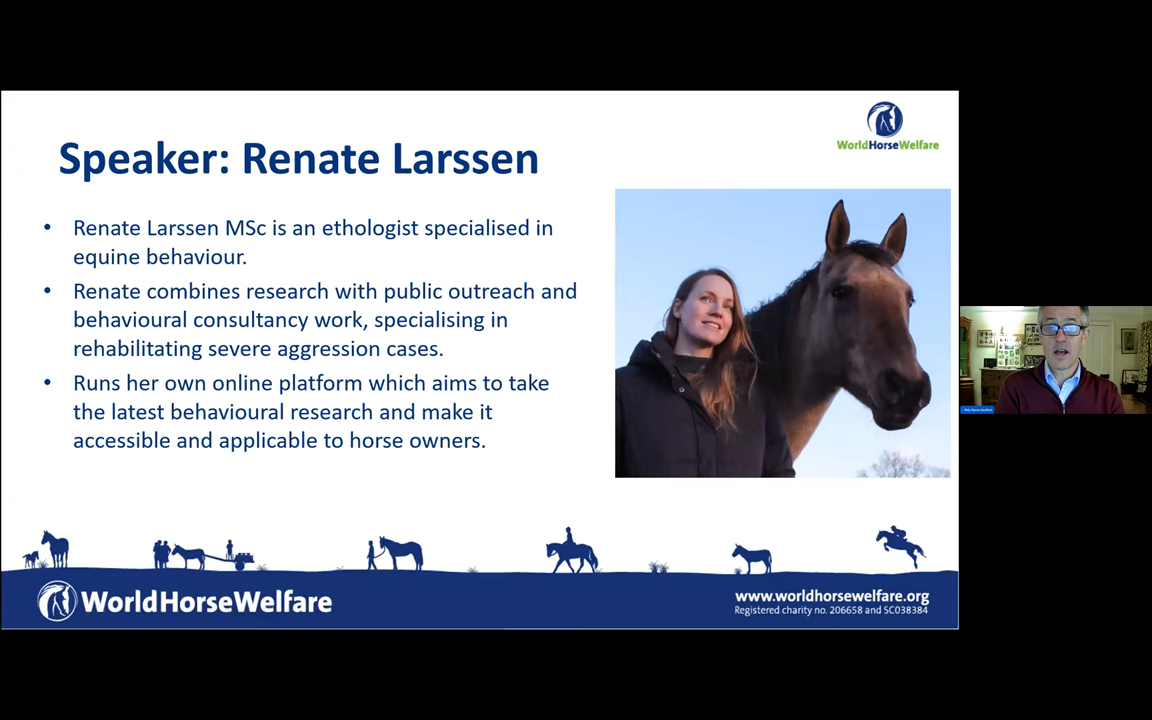 WorldHorseWelfare
Speaker: Renate Larssen
• Renate Larssen MSc is an ethologist specialised in
equine behaviour.
• Renate combines research with public outreach and
behavioural consultancy work, specialising in
rehabilitating severe aggression cases.
• Runs her own online platform which aims to take
the latest behavioural research and make it
accessible and applicable to horse owners.
WorldHorseWelfare
www.worldhorsewelfare.org
Registered charity no. 206658 and SC038384